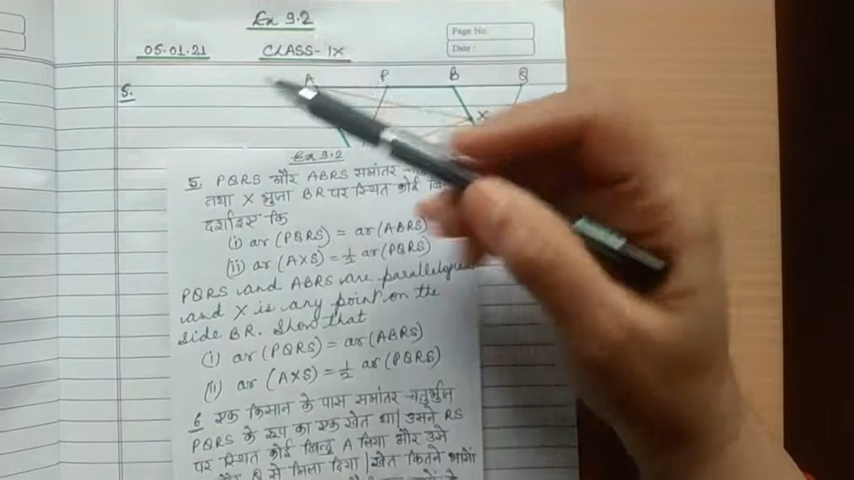 Ex 9.2
Page No.
Date :
05.01.21 CLASS-IX
A P B Q
X
5.
Ex 9.2
5 PQRS और ABRS समांतर
तथा X भुजा BR पर स्थित कोई
दर्शाइए कि
(i) ar (PQRS) = ar (ABRS)
(ii) ar (AXS) = 1/2 ar (PQRS)
PQRS and ABRS are parallelograms
and X is any point on the
side BR. Show that
(i) ar (PQRS) = ar (ABRS)
(ii) ar (AXS) = 1/2 ar (PQRS)
6 एक किसान के पास समांतर चतुर्भुज
PQRS के रूप का एक खेत था। उसने RS
पर स्थित कोई बिन्दु A लिया और उसे
Q से मिला दिया। खेत कितने भागों